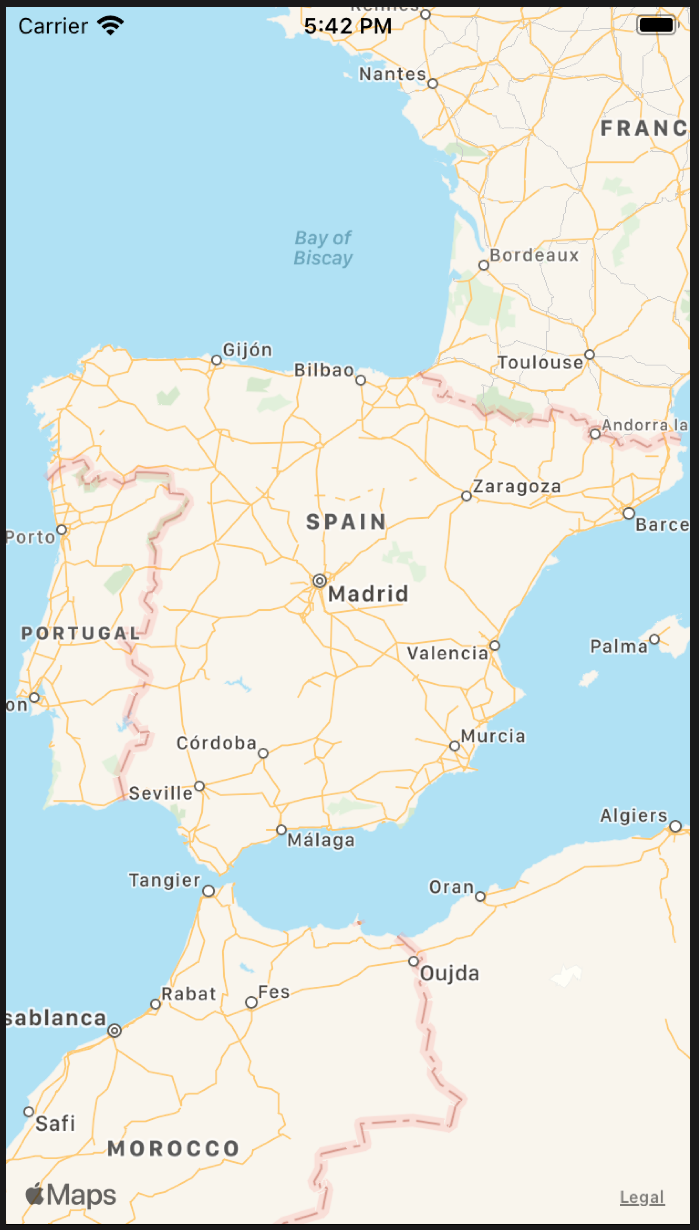 Carrier
5:42 PM
Nantes
FRANC
Bay of
Biscay
Bordeaux
Gijón
Bilbao
Toulouse
Andorra la
Zaragoza
SPAIN
Barce
Porto
Madrid
PORTUGAL
Valencia
Palma
on
Córdoba
Murcia
Seville
Málaga
Algiers
Tangier
Oran
Oujda
Rabat
Fes
sablanca
Safi
MOROCCO
Maps
Legal